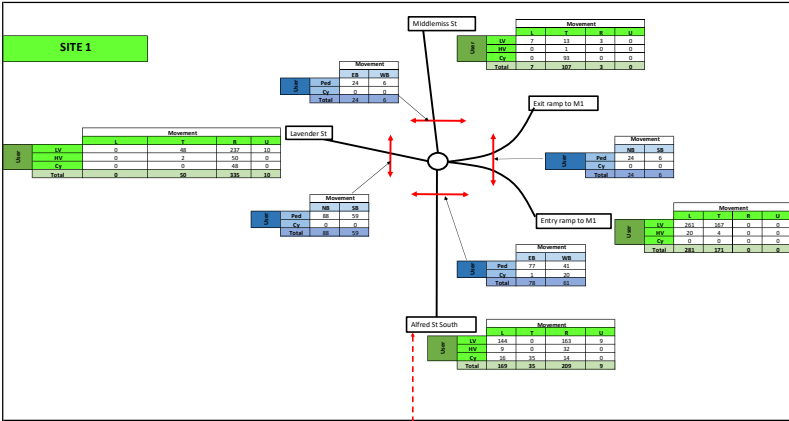 SITE 1
Middlemiss St
Movement
L T R U
User
LV 7 13 3 0
HV 0 1 0 0
Cy 0 93 0 0
Total 7 107 3 0
Movement
EB WB
User
Ped 24 6
Cy 0 0
Total 24 6
Exit ramp to M1
Lavender St
Movement
L T R U
User
LV 0 48 237 10
HV 0 2 50 0
Cy 0 0 48 0
Total 0 50 335 10
Movement
NB SB
User
Ped 24 6
Cy 0 0
Total 24 6
Movement
NB SB
User
Ped 88 59
Cy 0 0
Total 88 59
Entry ramp to M1
Movement
L T R U
User
LV 261 167 0 0
HV 20 4 0 0
Cy 0 0 0 0
Total 281 171 0 0
Movement
EB WB
User
Ped 77 41
Cy 1 20
Total 78 61
Alfred St South
Movement
L T R U
User
LV 144 0 163 9
HV 9 0 32 0
Cy 16 35 14 0
Total 169 35 209 9